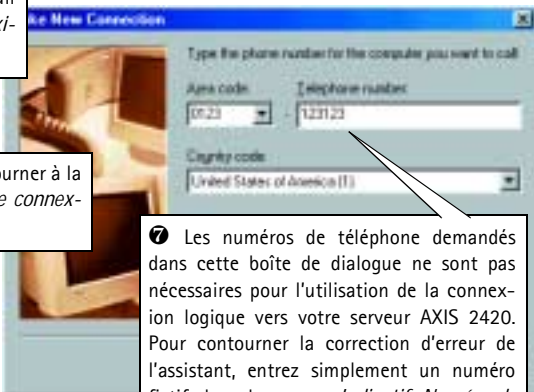 xi-
Make New Connection
Type the phone number for the computer you want to call
Area code:
Telephone number:
0123
-
123123
ourner à la
e connex-
Country code:
United States of America (1)
❼ Les numéros de téléphone demandés
dans cette boîte de dialogue ne sont pas
nécessaires pour l'utilisation de la connex-
ion logique vers votre serveur AXIS 2420.
Pour contourner la correction d'erreur de
l'assistant, entrez simplement un numéro